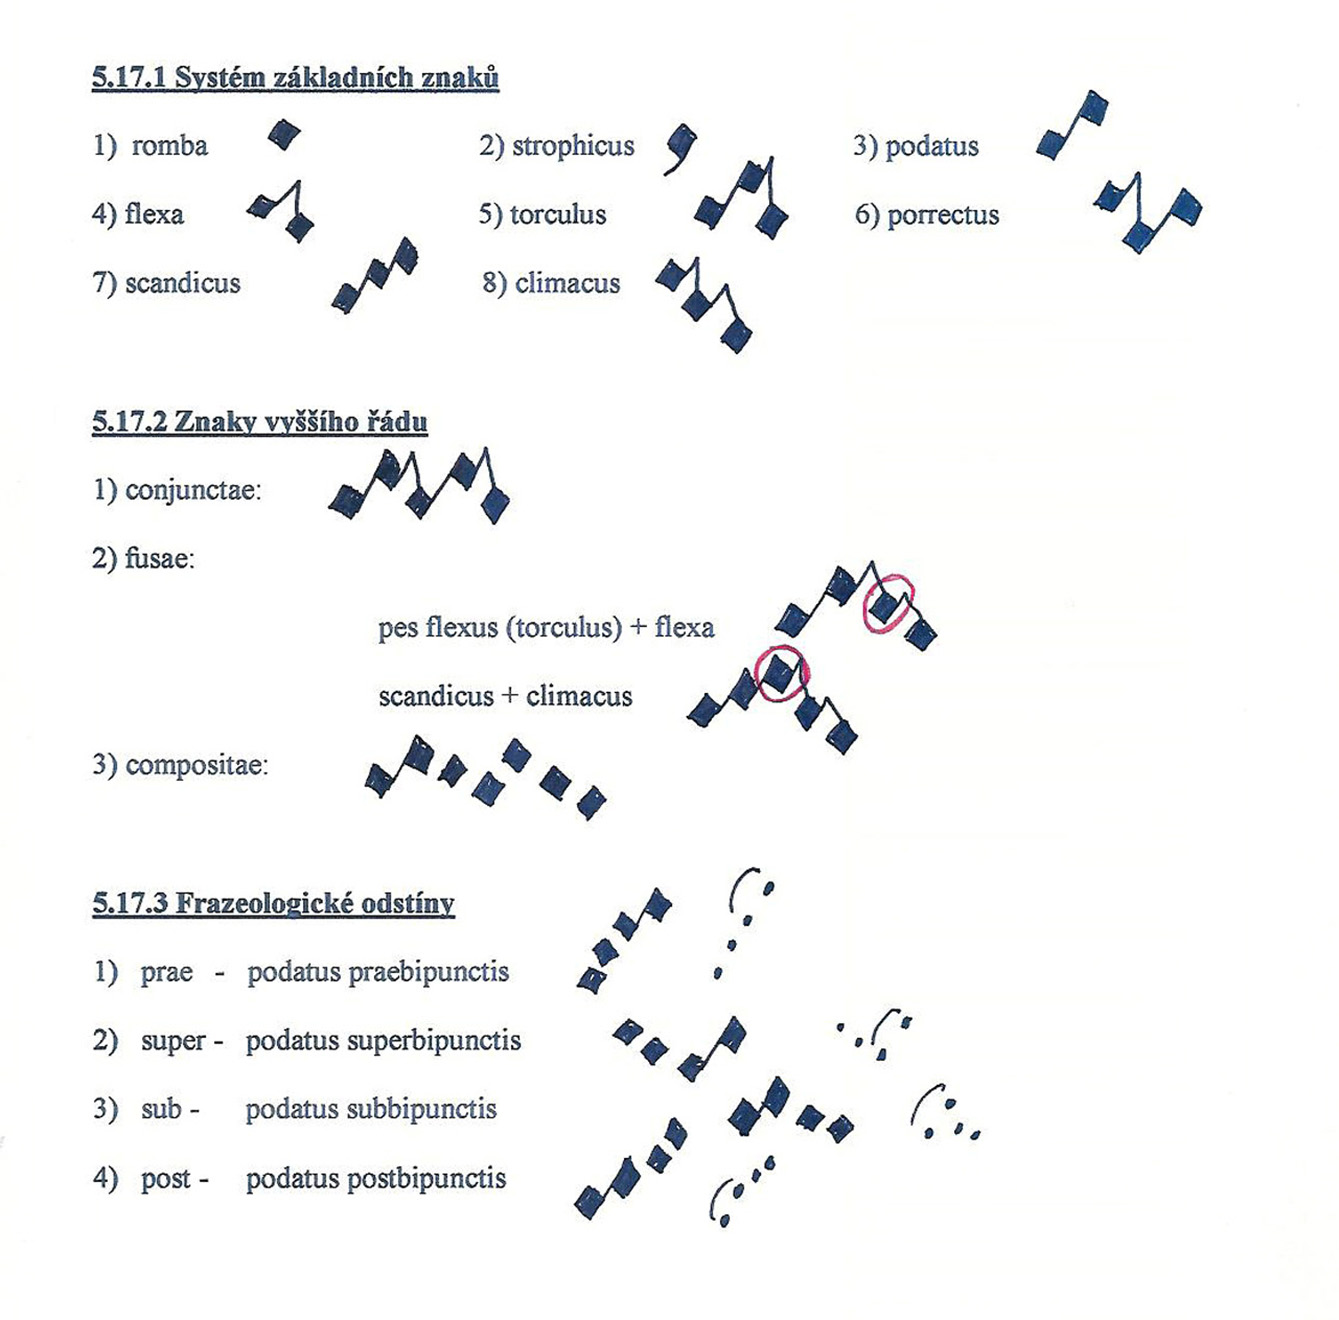 5.17.1 Systém základních znaků
1) romba 2) strophicus 3) podatus
4) flexa 5) torculus 6) porrectus
7) scandicus 8) climacus
5.17.2 Znaky vyššího řádu
1) conjunctae:
2) fusae:
pes flexus (torculus) + flexa
scandicus + climacus
3) compositae:
5.17.3 Frazeologické odstíny
1) prae - podatus praebipunctis
2) super - podatus superbipunctis
3) sub - podatus subbipunctis
4) post - podatus postbipunctis